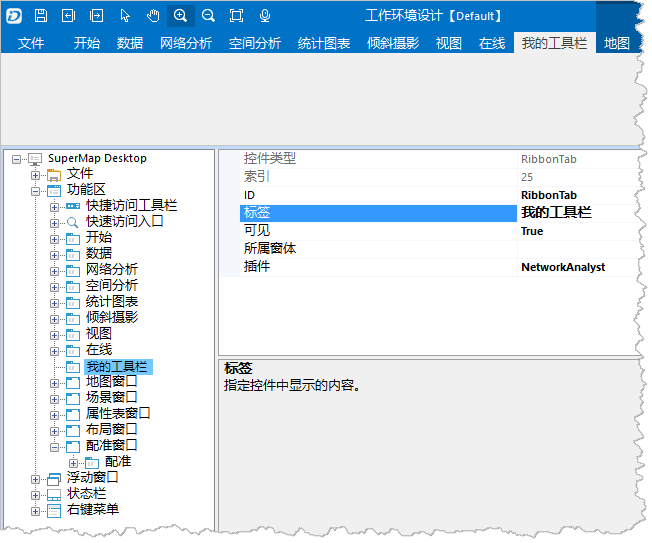 工作环境设计【Default】
文件 开始 数据 网络分析 空间分析 统计图表 倾斜摄影 视图 在线 我的工具栏 地图
SuperMap Desktop
文件
功能区
快捷访问工具栏
快速访问入口
开始
数据
网络分析
空间分析
统计图表
倾斜摄影
视图
在线
我的工具栏
地图窗口
场景窗口
属性表窗口
布局窗口
配准窗口
配准
浮动窗口
状态栏
右键菜单
控件类型 RibbonTab
索引 25
ID RibbonTab
标签 我的工具栏
可见 True
所属窗体
插件 NetworkAnalyst
标签
指定控件中显示的内容。